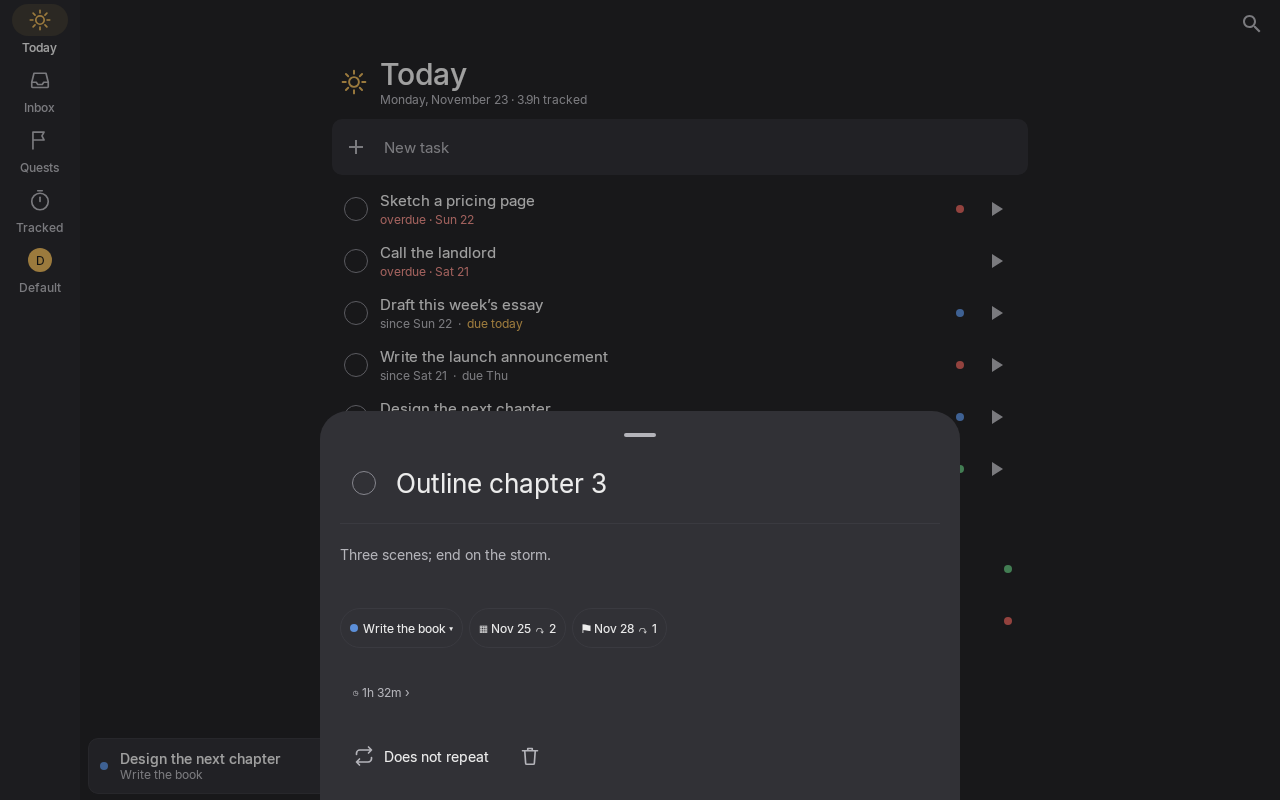 Today
Inbox
Quests
Tracked
D
Default
Today
Monday, November 23 · 3.9h tracked
New task
Sketch a pricing page
overdue · Sun 22
Call the landlord
overdue · Sat 21
Draft this week’s essay
since Sun 22 · due today
Write the launch announcement
since Sat 21 · due Thu
Design the next chapter
Outline chapter 3
Three scenes; end on the storm.
Write the book
Nov 25 2
Nov 28 1
1h 32m
Does not repeat
Design the next chapter
Write the book